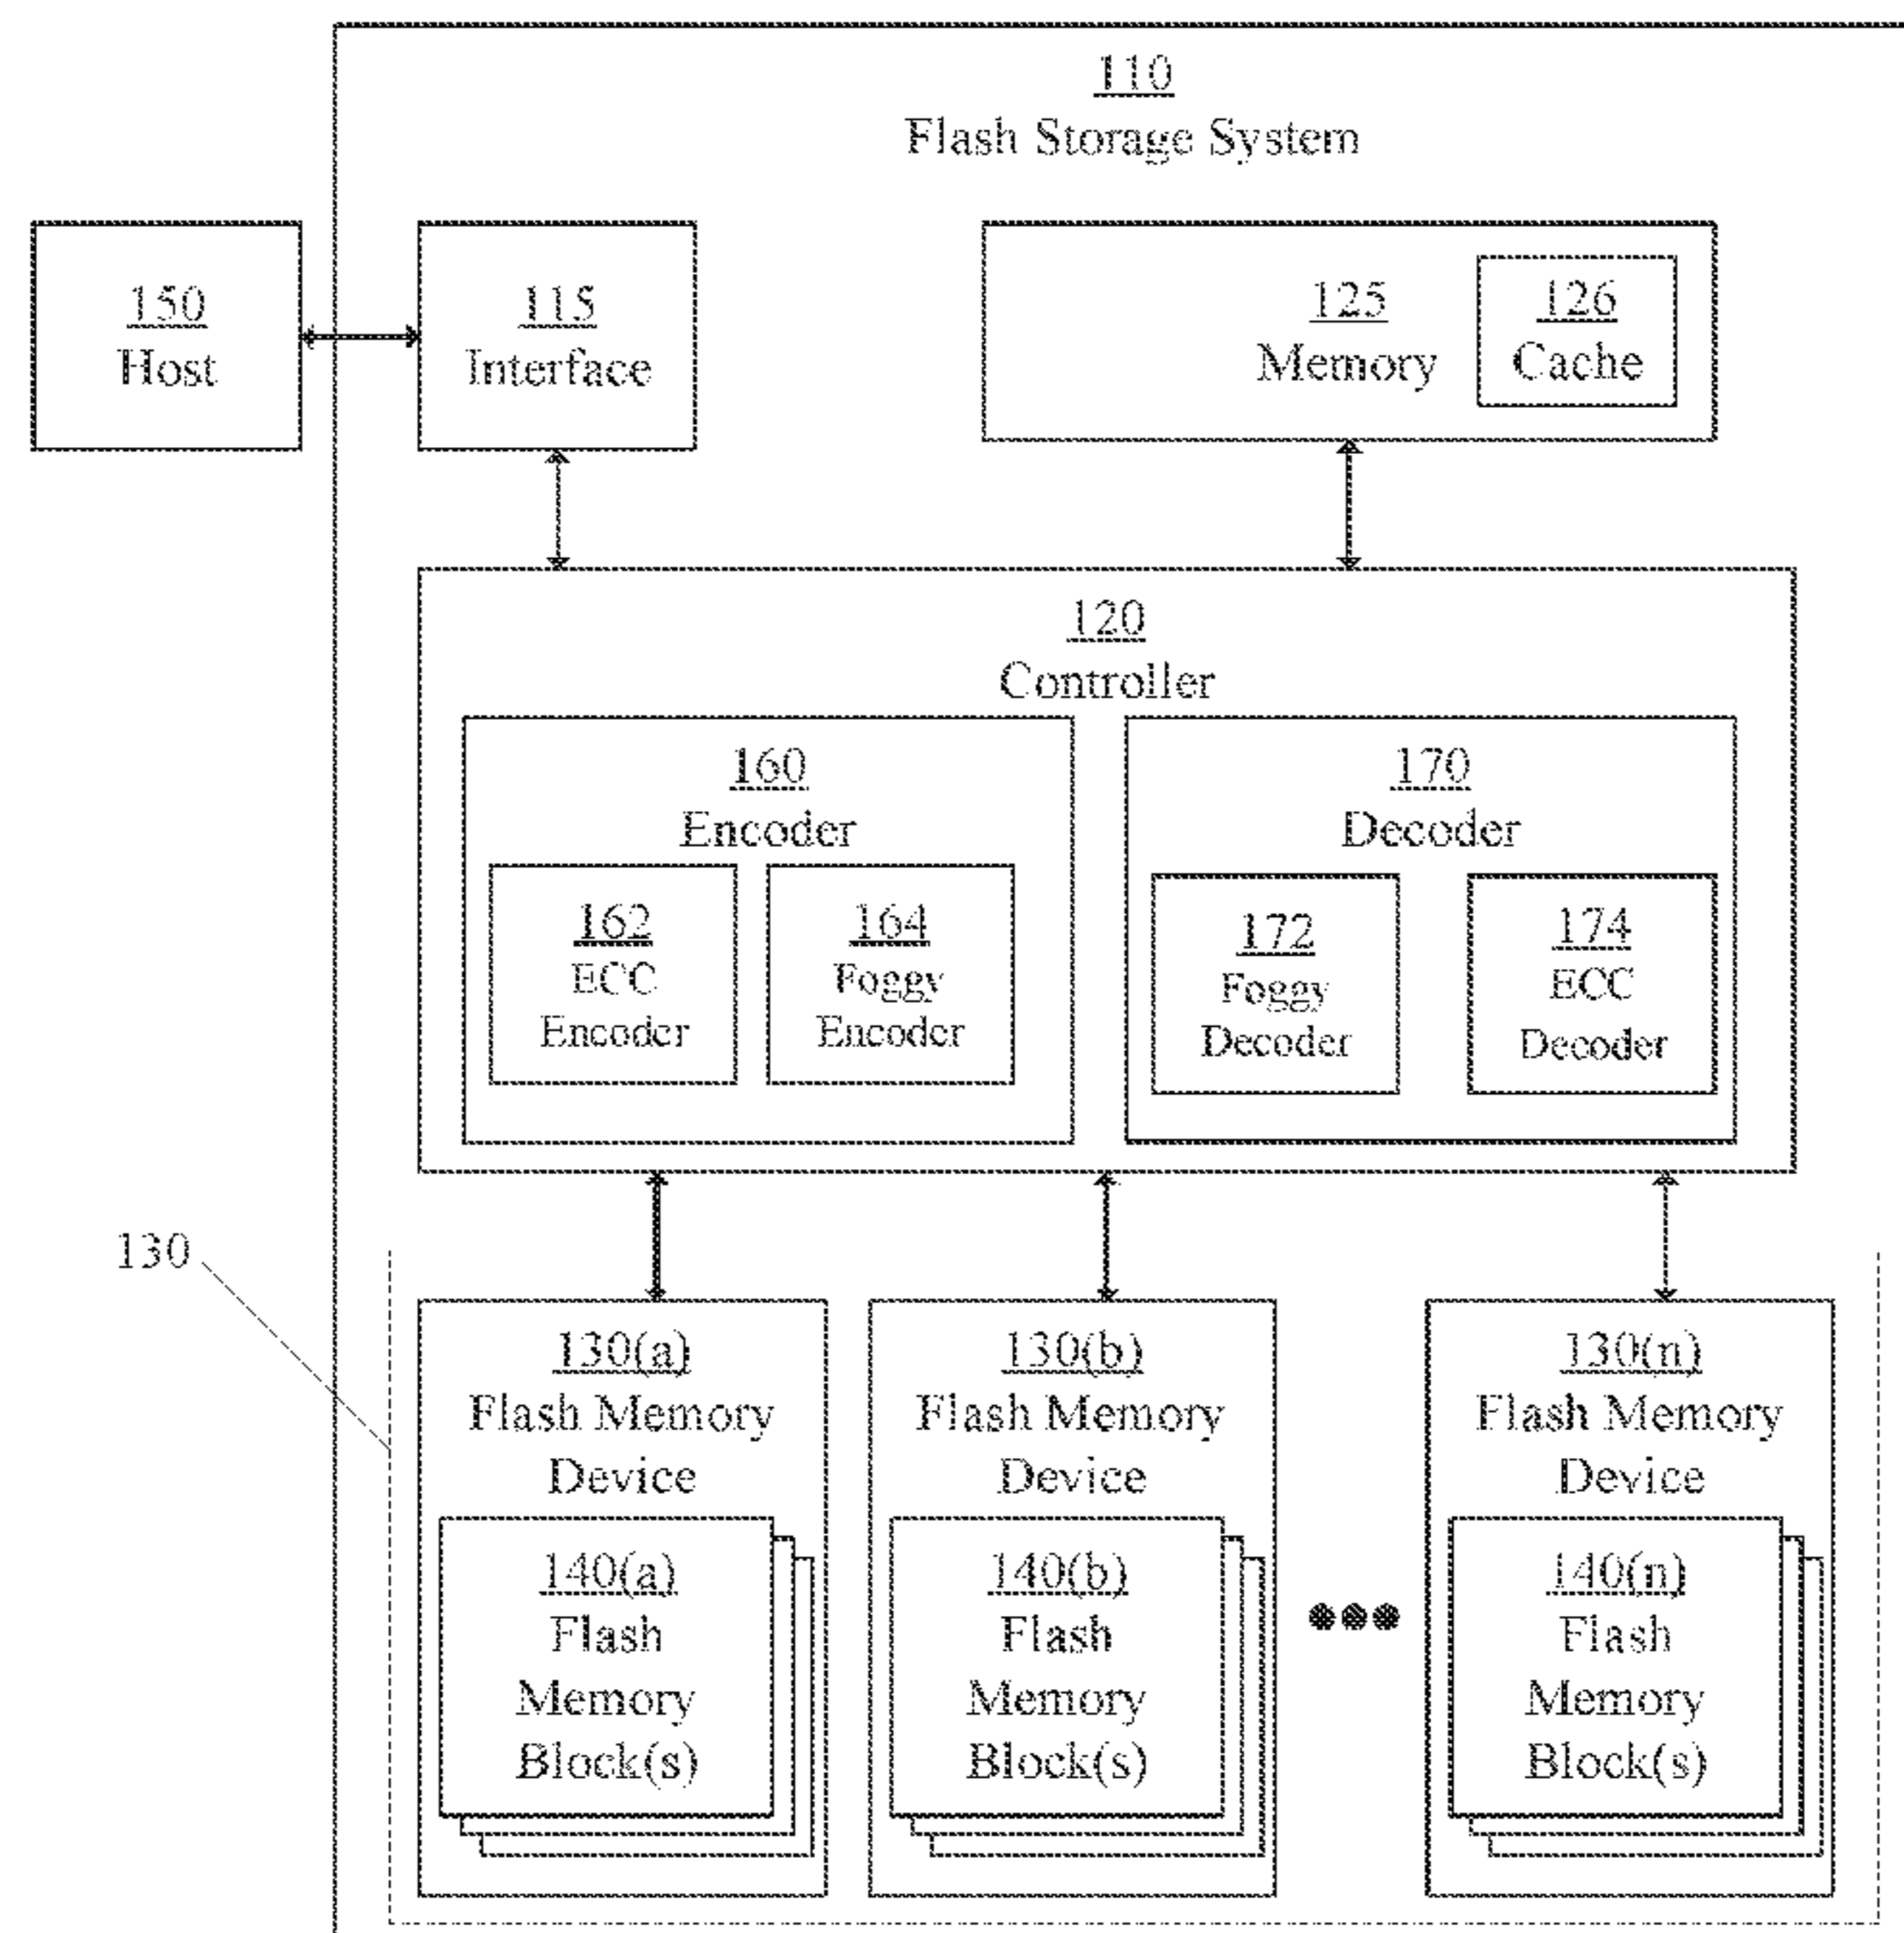 110
Flash Storage System
150
Host
115
Interface
125
Memory
126
Cache
120
Controller
160
Encoder
170
Decoder
162
ECC
Encoder
164
Foggy
Encoder
172
Foggy
Decoder
174
ECC
Decoder
130
130(a)
Flash Memory
Device
130(b)
Flash Memory
Device
130(n)
Flash Memory
Device
140(a)
Flash
Memory
Block(s)
140(b)
Flash
Memory
Block(s)
140(n)
Flash
Memory
Block(s)